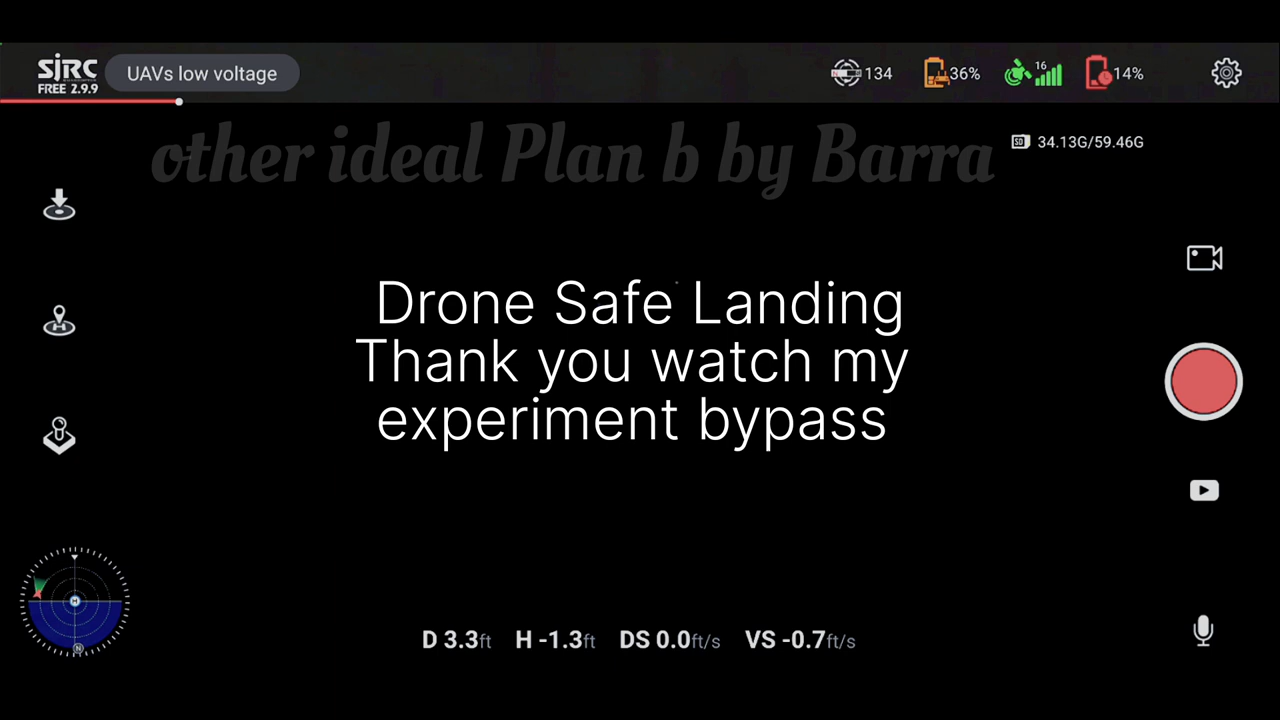 SJRC
FREE 2.9.9
UAVs low voltage
134
36%
16
14%
other ideal Plan b by Barra
SD
34.13G/59.46G
Drone Safe Landing
Thank you watch my
experiment bypass
H
N
D 3.3ft H -1.3ft DS 0.0ft/s VS -0.7ft/s